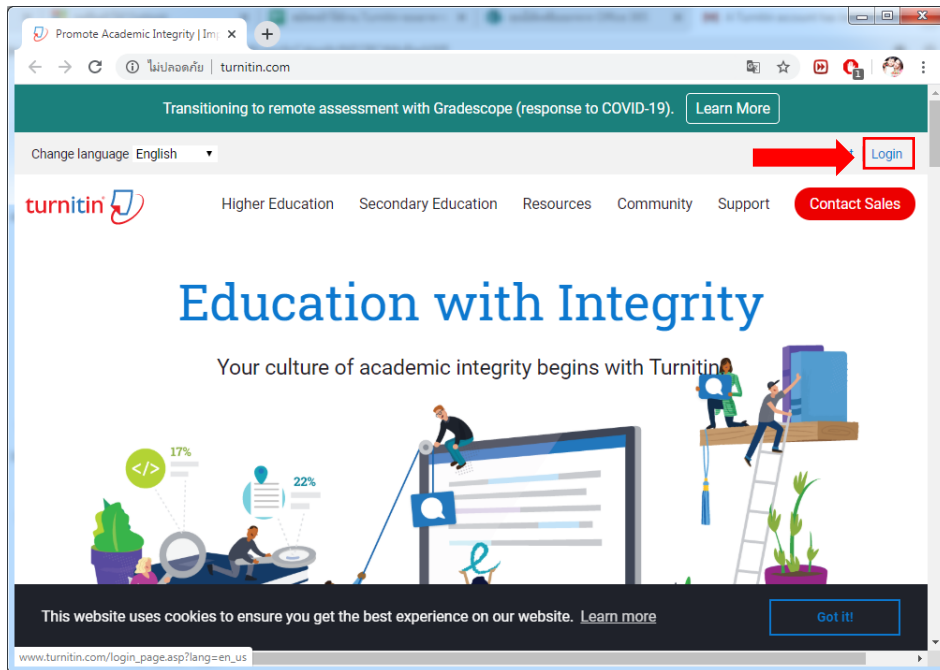 Promote Academic Integrity | Im
ไม่ปลอดภัย | turnitin.com
1
Transitioning to remote assessment with Gradescope (response to COVID-19). Learn More
Change language English
Login
turnitin
Higher Education Secondary Education Resources Community Support Contact Sales
Education with Integrity
Your culture of academic integrity begins with Turnitin
17%
</>
22%
This website uses cookies to ensure you get the best experience on our website. Learn more Got it!
www.turnitin.com/login_page.asp?lang=en_us